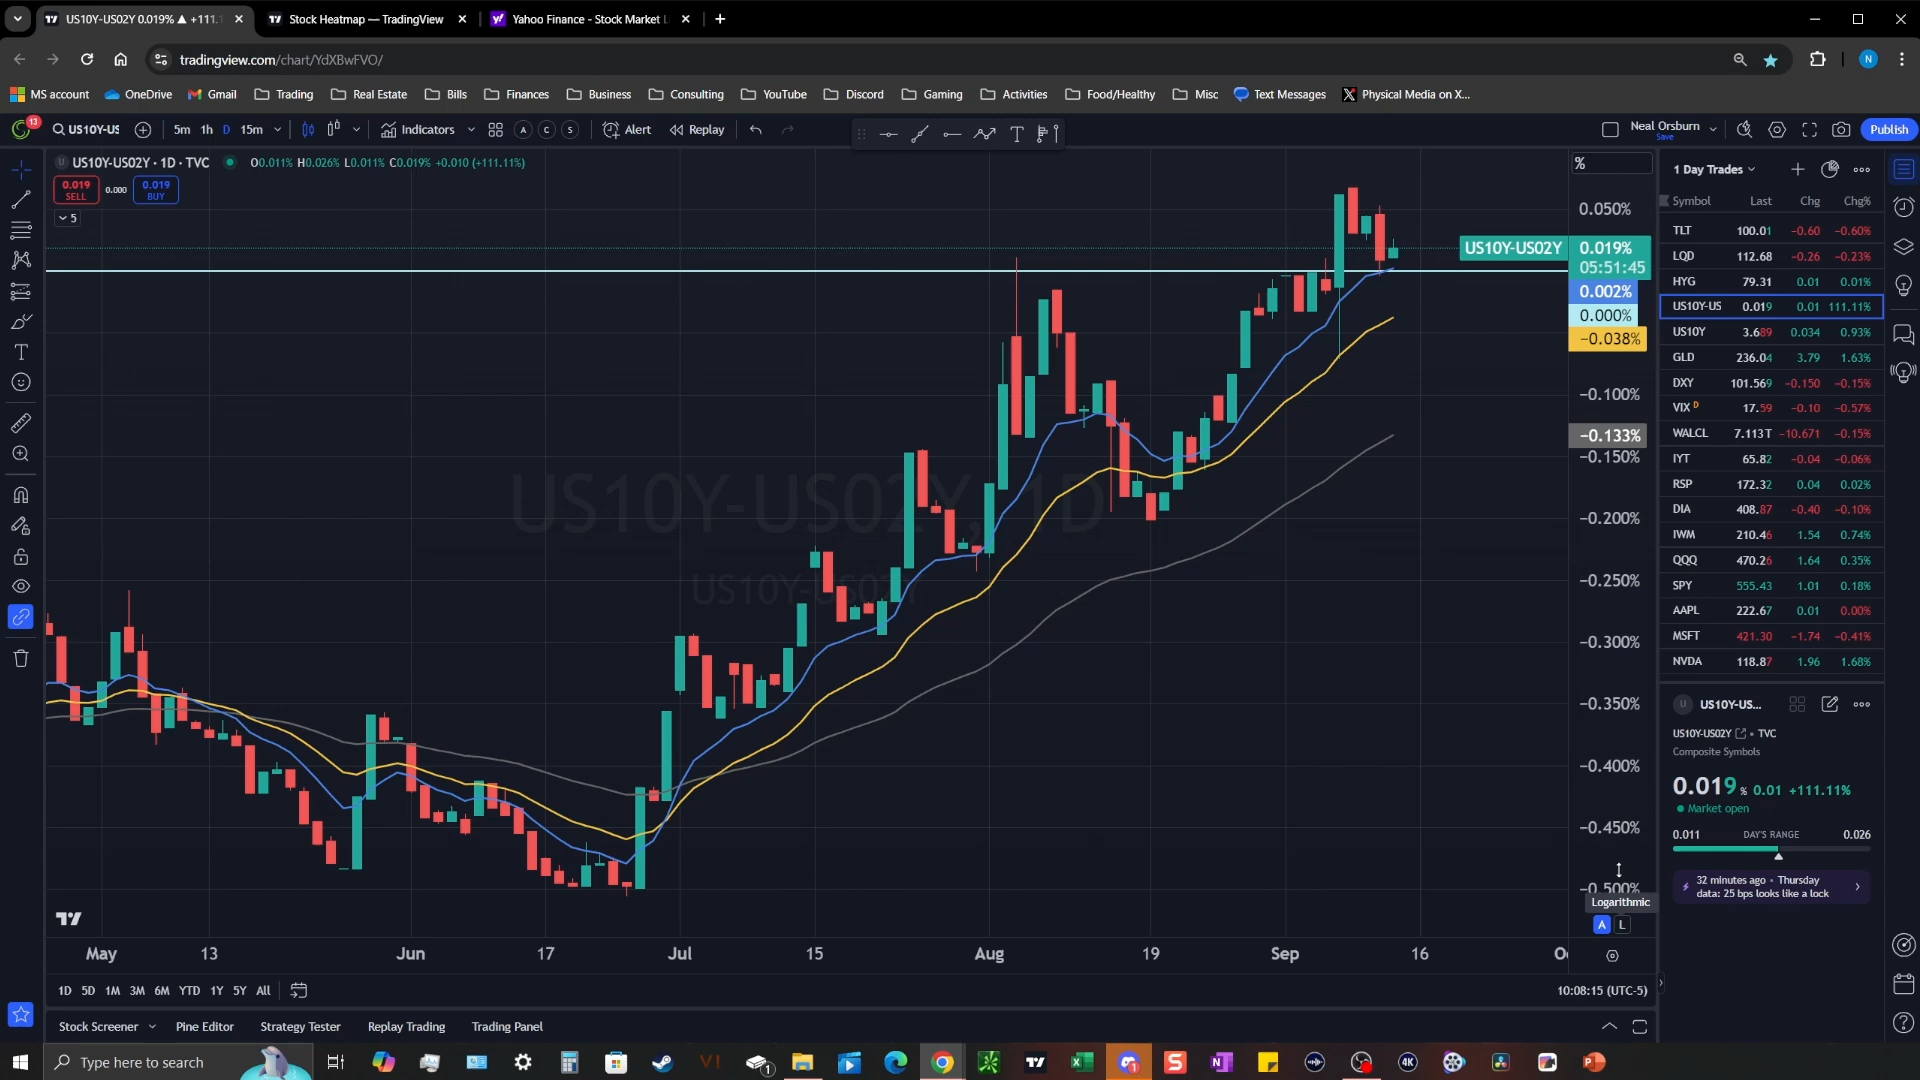 US10Y-US02Y 0.019% ▲ +111.
Stock Heatmap — TradingView
Yahoo Finance - Stock Market L
tradingview.com/chart/YdXBwFVO/
MS account OneDrive Gmail Trading Real Estate Bills Finances Business Consulting YouTube Discord Gaming Activities Food/Healthy Misc Text Messages Physical Media on X...
13 US10Y-US 5m 1h D 15m Indicators A C S Alert Replay Neal Orsburn Save Publish
US10Y-US02Y · 1D · TVC O0.011% H0.026% L0.011% C0.019% +0.010 (+111.11%)
0.019 SELL 0.000 0.019 BUY
5
%
0.050%
US10Y-US02Y 0.019%
05:51:45
0.002%
0.000%
−0.038%
−0.100%
−0.133%
−0.150%
−0.200%
−0.250%
−0.300%
−0.350%
−0.400%
−0.450%
−0.500%
Logarithmic
A L
US10Y-US02Y, 1D
US10Y-US02Y
May 13 Jun 17 Jul 15 Aug 19 Sep 16
1D 5D 1M 3M 6M YTD 1Y 5Y All
10:08:15 (UTC-5)
Stock Screener Pine Editor Strategy Tester Replay Trading Trading Panel
1 Day Trades
Symbol Last Chg Chg%
TLT 100.01 −0.60 −0.60%
LQD 112.68 −0.26 −0.23%
HYG 79.31 0.01 0.01%
US10Y-US 0.019 0.01 111.11%
US10Y 3.689 0.034 0.93%
GLD 236.04 3.79 1.63%
DXY 101.569 −0.150 −0.15%
VIX D 17.59 −0.10 −0.57%
WALCL 7.113T −10.671 −0.15%
IYT 65.82 −0.04 −0.06%
RSP 172.32 0.04 0.02%
DIA 408.87 −0.40 −0.10%
IWM 210.46 1.54 0.74%
QQQ 470.26 1.64 0.35%
SPY 555.43 1.01 0.18%
AAPL 222.67 0.01 0.00%
MSFT 421.30 −1.74 −0.41%
NVDA 118.87 1.96 1.68%
U US10Y-US...
US10Y-US02Y • TVC
Composite Symbols
0.019 % 0.01 +111.11%
Market open
0.011 DAY'S RANGE 0.026
32 minutes ago • Thursday
data: 25 bps looks like a lock
Type here to search